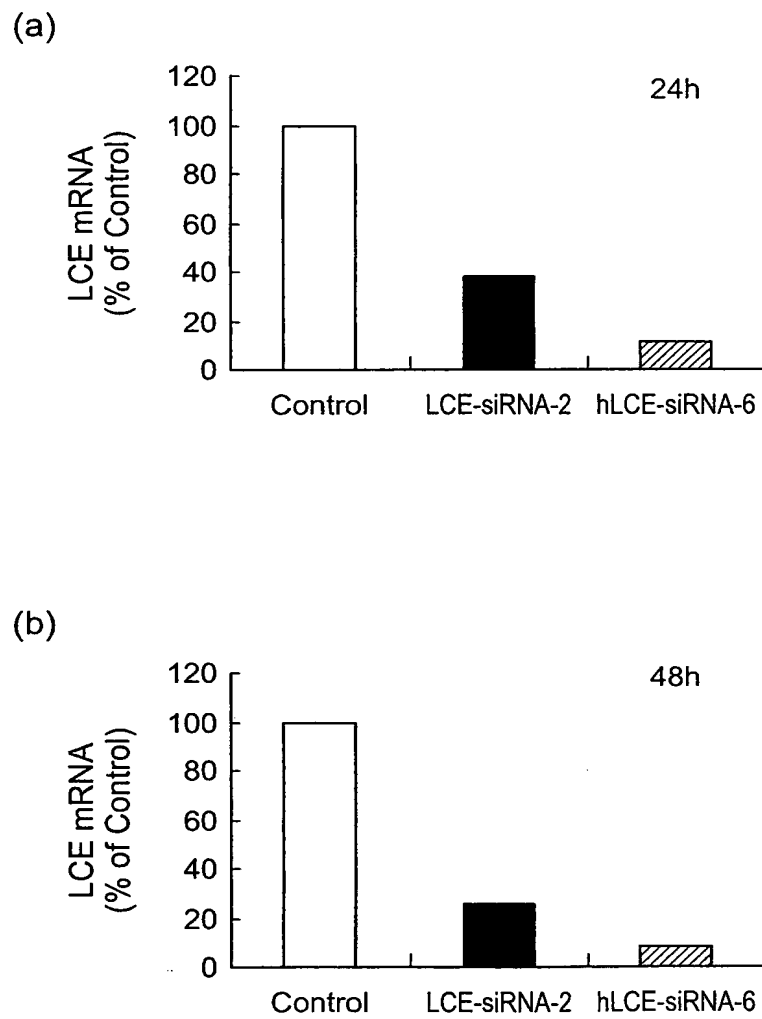 (a)
24h
LCE mRNA
(% of Control)
120
100
80
60
40
20
0
Control LCE-siRNA-2 hLCE-siRNA-6
(b)
48h
LCE mRNA
(% of Control)
120
100
80
60
40
20
0
Control LCE-siRNA-2 hLCE-siRNA-6